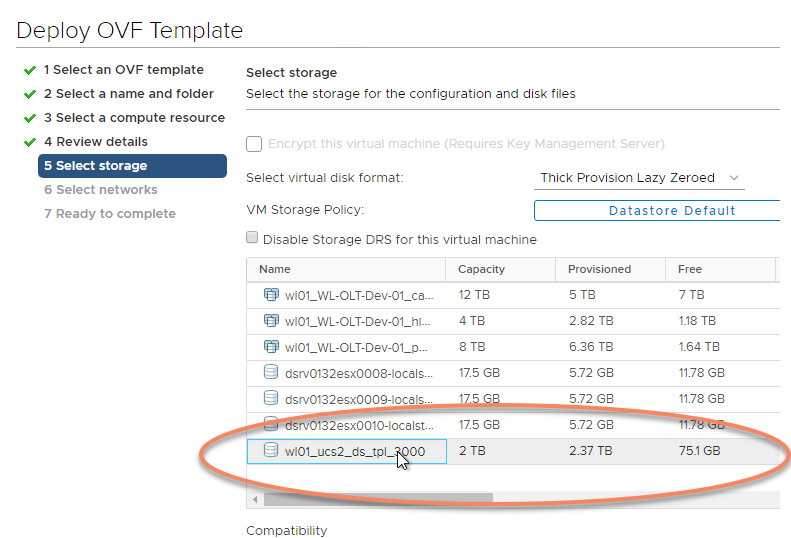 Deploy OVF Template
1 Select an OVF template
2 Select a name and folder
3 Select a compute resource
4 Review details
5 Select storage
6 Select networks
7 Ready to complete
Select storage
Select the storage for the configuration and disk files
Encrypt this virtual machine (Requires Key Management Server)
Select virtual disk format: Thick Provision Lazy Zeroed
VM Storage Policy: Datastore Default
Disable Storage DRS for this virtual machine
Name Capacity Provisioned Free
wl01_WL-OLT-Dev-01_ca... 12 TB 5 TB 7 TB
wl01_WL-OLT-Dev-01_hl... 4 TB 2.82 TB 1.18 TB
wl01_WL-OLT-Dev-01_p... 8 TB 6.36 TB 1.64 TB
dsrv0132esx0008-locals... 17.5 GB 5.72 GB 11.78 GB
dsrv0132esx0009-locals... 17.5 GB 5.72 GB 11.78 GB
dsrv0132esx0010-localst... 17.5 GB 5.72 GB 11.78 GB
wl01_ucs2_ds_tpl_3000 2 TB 2.37 TB 75.1 GB
Compatibility